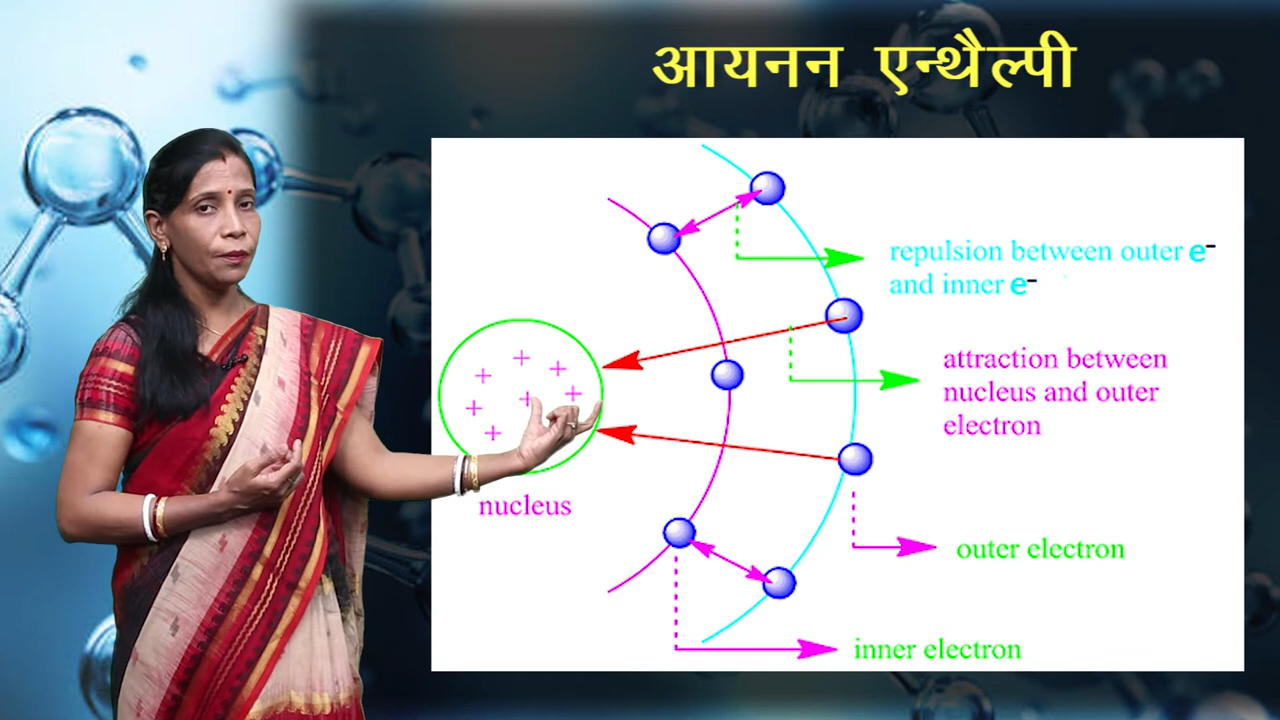 आयनन एन्थैल्पी
repulsion between outer e⁻
and inner e⁻
attraction between
nucleus and outer
electron
nucleus
outer electron
inner electron